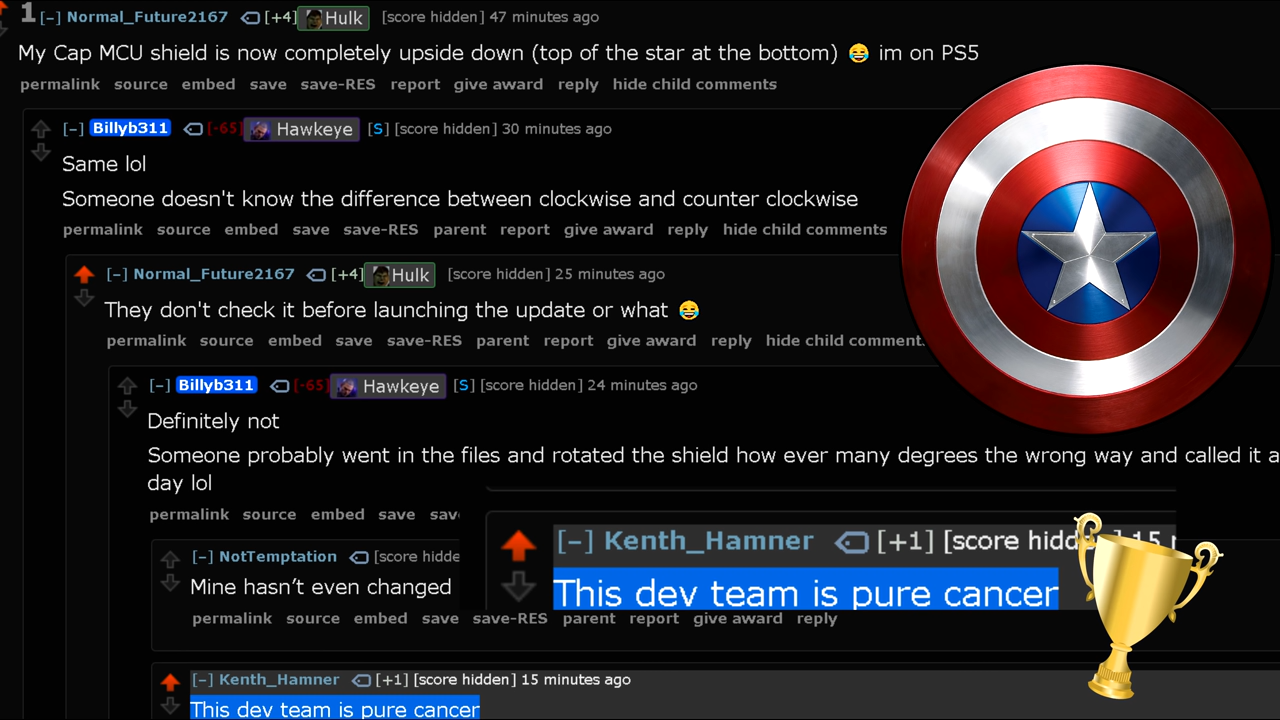 1 [–] Normal_Future2167 [+4] Hulk [score hidden] 47 minutes ago
My Cap MCU shield is now completely upside down (top of the star at the bottom) 😂 im on PS5
permalink source embed save save-RES report give award reply hide child comments
[–] Billyb311 [-65] Hawkeye [S] [score hidden] 30 minutes ago
Same lol
Someone doesn't know the difference between clockwise and counter clockwise
permalink source embed save save-RES parent report give award reply hide child comments
[–] Normal_Future2167 [+4] Hulk [score hidden] 25 minutes ago
They don't check it before launching the update or what 😂
permalink source embed save save-RES parent report give award reply hide child comment
[–] Billyb311 [-65] Hawkeye [S] [score hidden] 24 minutes ago
Definitely not
Someone probably went in the files and rotated the shield how ever many degrees the wrong way and called it a
day lol
permalink source embed save sav
[–] Kenth_Hamner [+1] [score hidd 15
This dev team is pure cancer
[–] NotTemptation [score hidde
Mine hasn't even changed
permalink source embed save save-RES parent report give award reply
[–] Kenth_Hamner [+1] [score hidden] 15 minutes ago
This dev team is pure cancer